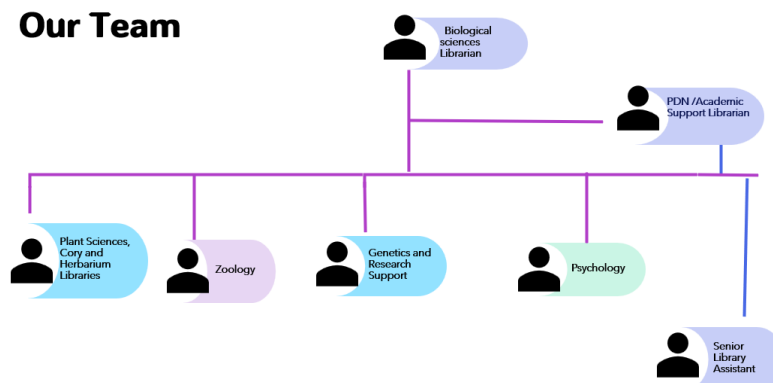 Our Team
Biological
sciences
Librarian
PDN /Academic
Support Librarian
Plant Sciences,
Cory and
Herbarium
Libraries
Zoology
Genetics and
Research
Support
Psychology
Senior
Library
Assistant